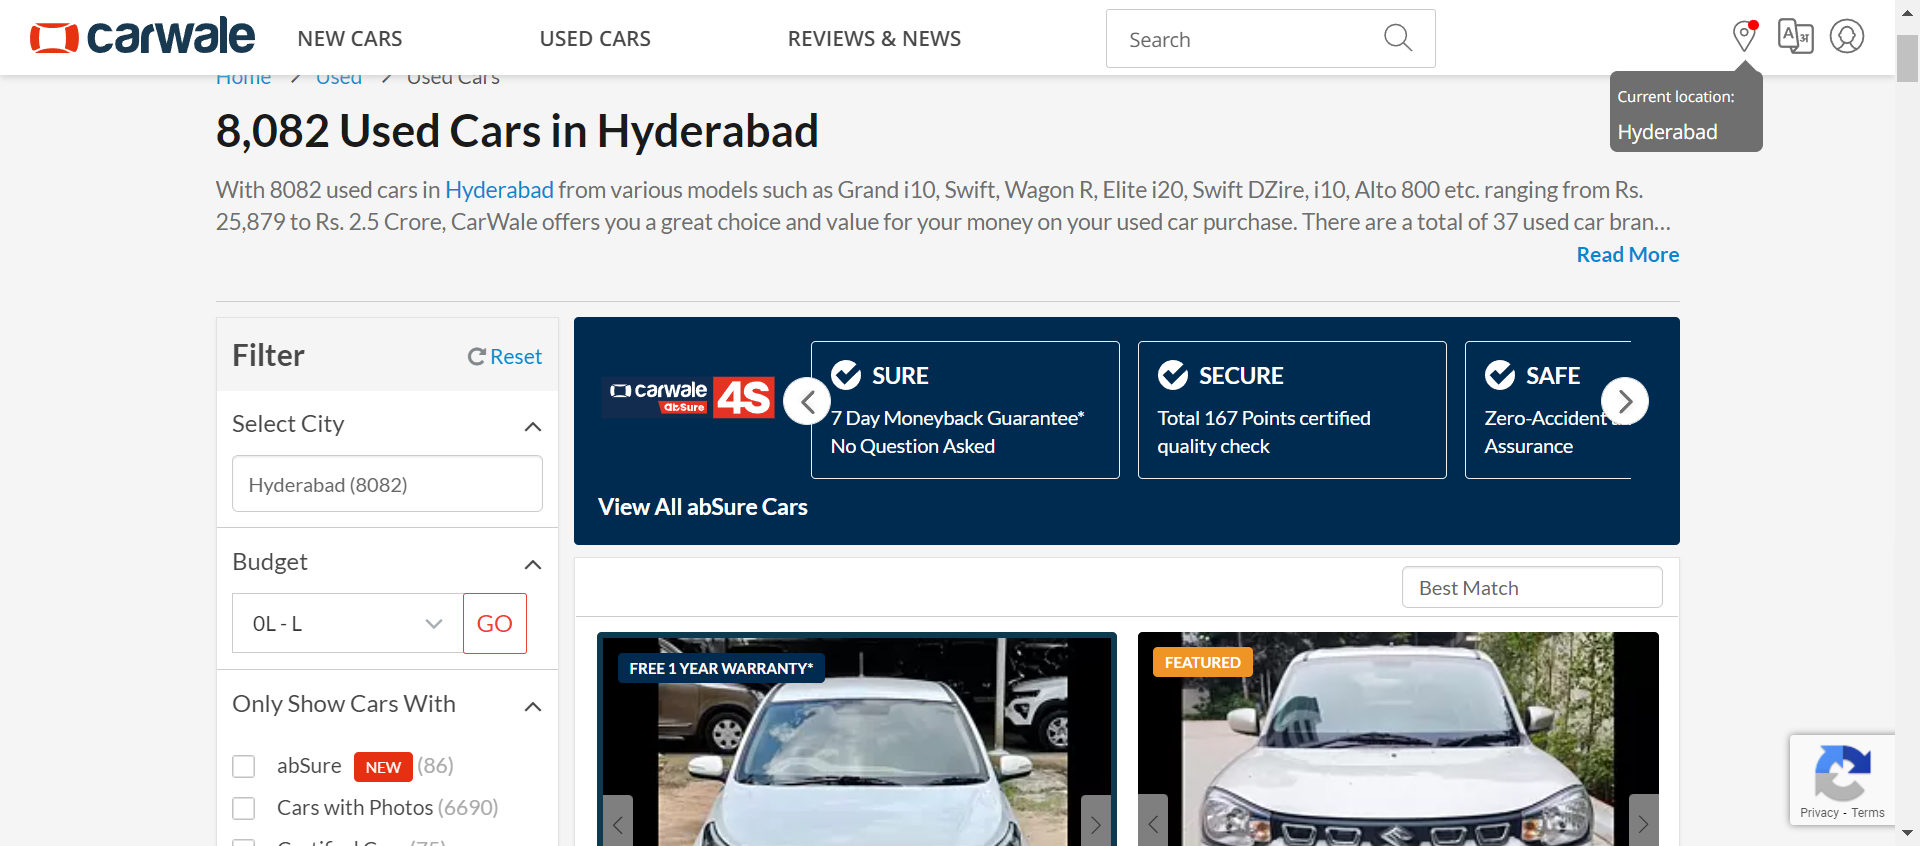 carwale
NEW CARS
USED CARS
REVIEWS & NEWS
Search
Current location:
Hyderabad
Home / Used / Used Cars
8,082 Used Cars in Hyderabad
With 8082 used cars in Hyderabad from various models such as Grand i10, Swift, Wagon R, Elite i20, Swift DZire, i10, Alto 800 etc. ranging from Rs.
25,879 to Rs. 2.5 Crore, CarWale offers you a great choice and value for your money on your used car purchase. There are a total of 37 used car bran...
Read More
Filter
Reset
Select City
Hyderabad (8082)
Budget
0L - L
GO
Only Show Cars With
abSure NEW (86)
Cars with Photos (6690)
carwale
abSure
4S
SURE
7 Day Moneyback Guarantee*
No Question Asked
SECURE
Total 167 Points certified
quality check
SAFE
Zero-Accident
Assurance
View All abSure Cars
Best Match
FREE 1 YEAR WARRANTY*
FEATURED
Privacy - Terms